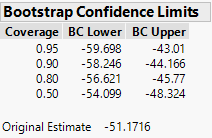 Bootstrap Confidence Limits
Coverage BC Lower BC Upper
0.95 -59.698 -43.01
0.90 -58.246 -44.166
0.80 -56.621 -45.77
0.50 -54.099 -48.324
Original Estimate -51.1716